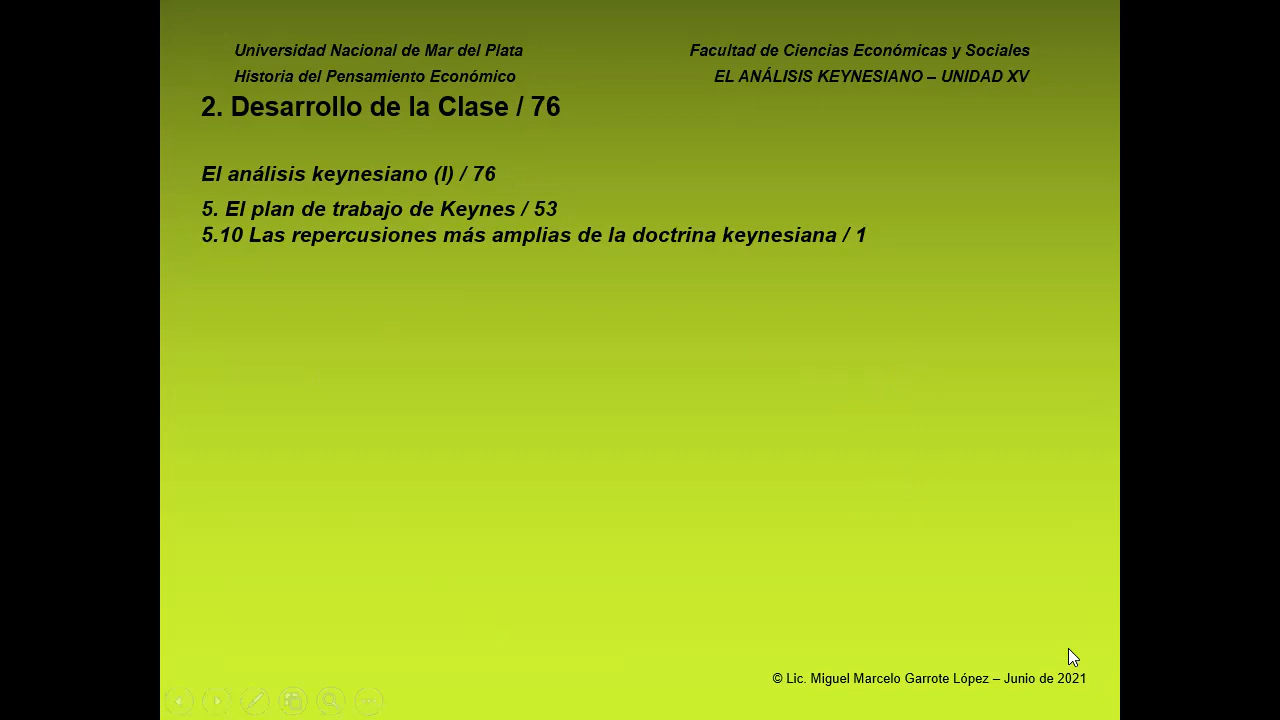 Universidad Nacional de Mar del Plata
Facultad de Ciencias Económicas y Sociales
Historia del Pensamiento Económico
EL ANÁLISIS KEYNESIANO – UNIDAD XV
2. Desarrollo de la Clase / 76
El análisis keynesiano (I) / 76
5. El plan de trabajo de Keynes / 53
5.10 Las repercusiones más amplias de la doctrina keynesiana / 1
© Lic. Miguel Marcelo Garrote López – Junio de 2021